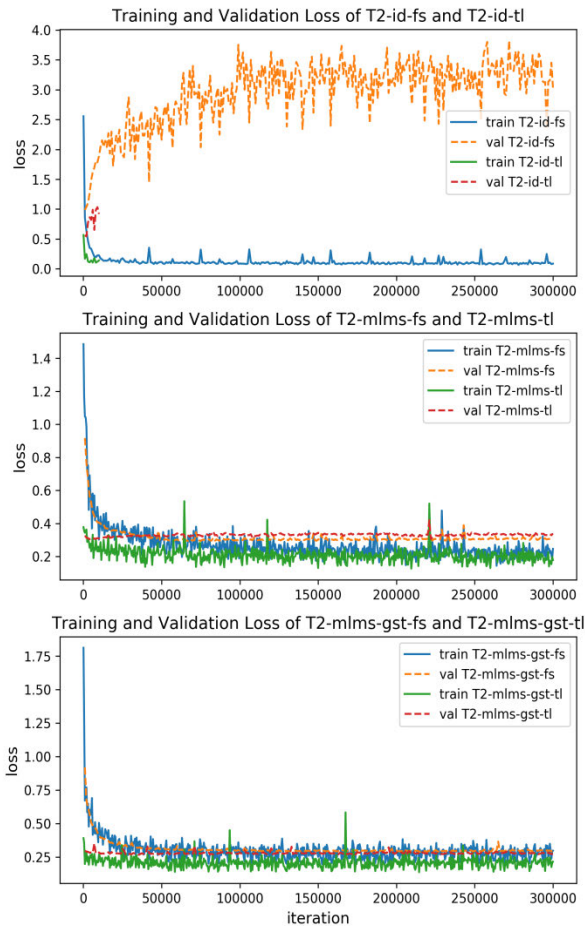 Training and Validation Loss of T2-id-fs and T2-id-tl
4.0
3.5
3.0
2.5
2.0
1.5
1.0
0.5
0.0
loss
train T2-id-fs
val T2-id-fs
train T2-id-tl
val T2-id-tl
0 50000 100000 150000 200000 250000 300000
Training and Validation Loss of T2-mlms-fs and T2-mlms-tl
1.4
1.2
1.0
0.8
0.6
0.4
0.2
loss
train T2-mlms-fs
val T2-mlms-fs
train T2-mlms-tl
val T2-mlms-tl
0 50000 100000 150000 200000 250000 300000
Training and Validation Loss of T2-mlms-gst-fs and T2-mlms-gst-tl
1.75
1.50
1.25
1.00
0.75
0.50
0.25
loss
train T2-mlms-gst-fs
val T2-mlms-gst-fs
train T2-mlms-gst-tl
val T2-mlms-gst-tl
0 50000 100000 150000 200000 250000 300000
iteration